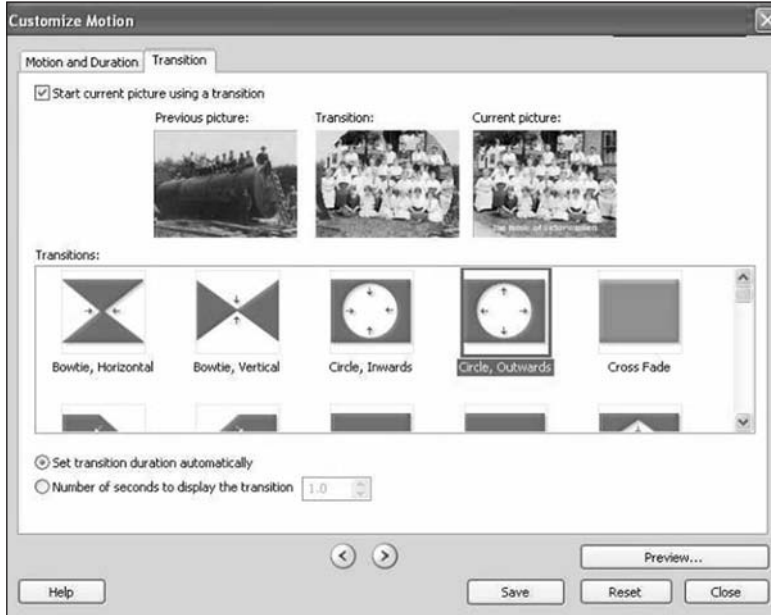 Customize Motion
Motion and Duration
Transition
Start current picture using a transition
Previous picture:
Transition:
Current picture:
Transitions:
Bowtie, Horizontal
Bowtie, Vertical
Circle, Inwards
Circle, Outwards
Cross Fade
Set transition duration automatically
Number of seconds to display the transition 1.0
Preview...
Help
Save
Reset
Close